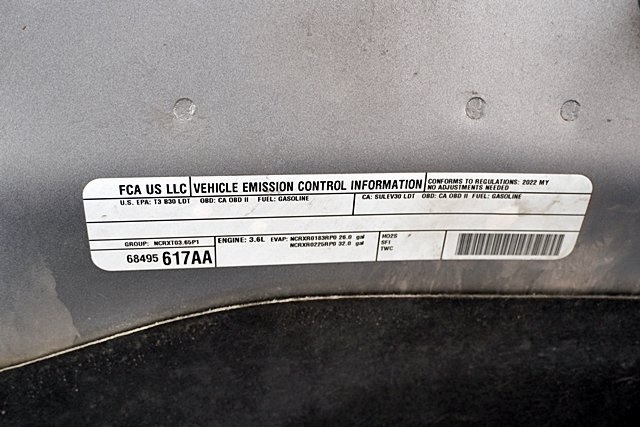 FCA US LLC
VEHICLE EMISSION CONTROL INFORMATION
CONFORMS TO REGULATIONS: 2022 MY
NO ADJUSTMENTS NEEDED
U.S. EPA: T3 B30 LDT OBD: CA OBD II FUEL: GASOLINE
CA: SULEV30 LDT OBD: CA OBD II FUEL: GASOLINE
GROUP: NCRXT03.65P1
68495 617AA
ENGINE: 3.6L EVAP: NCRXR0183RP0 26.0 gal
NCRXR0225RP0 32.0 gal
HO2S
SFI
TWC